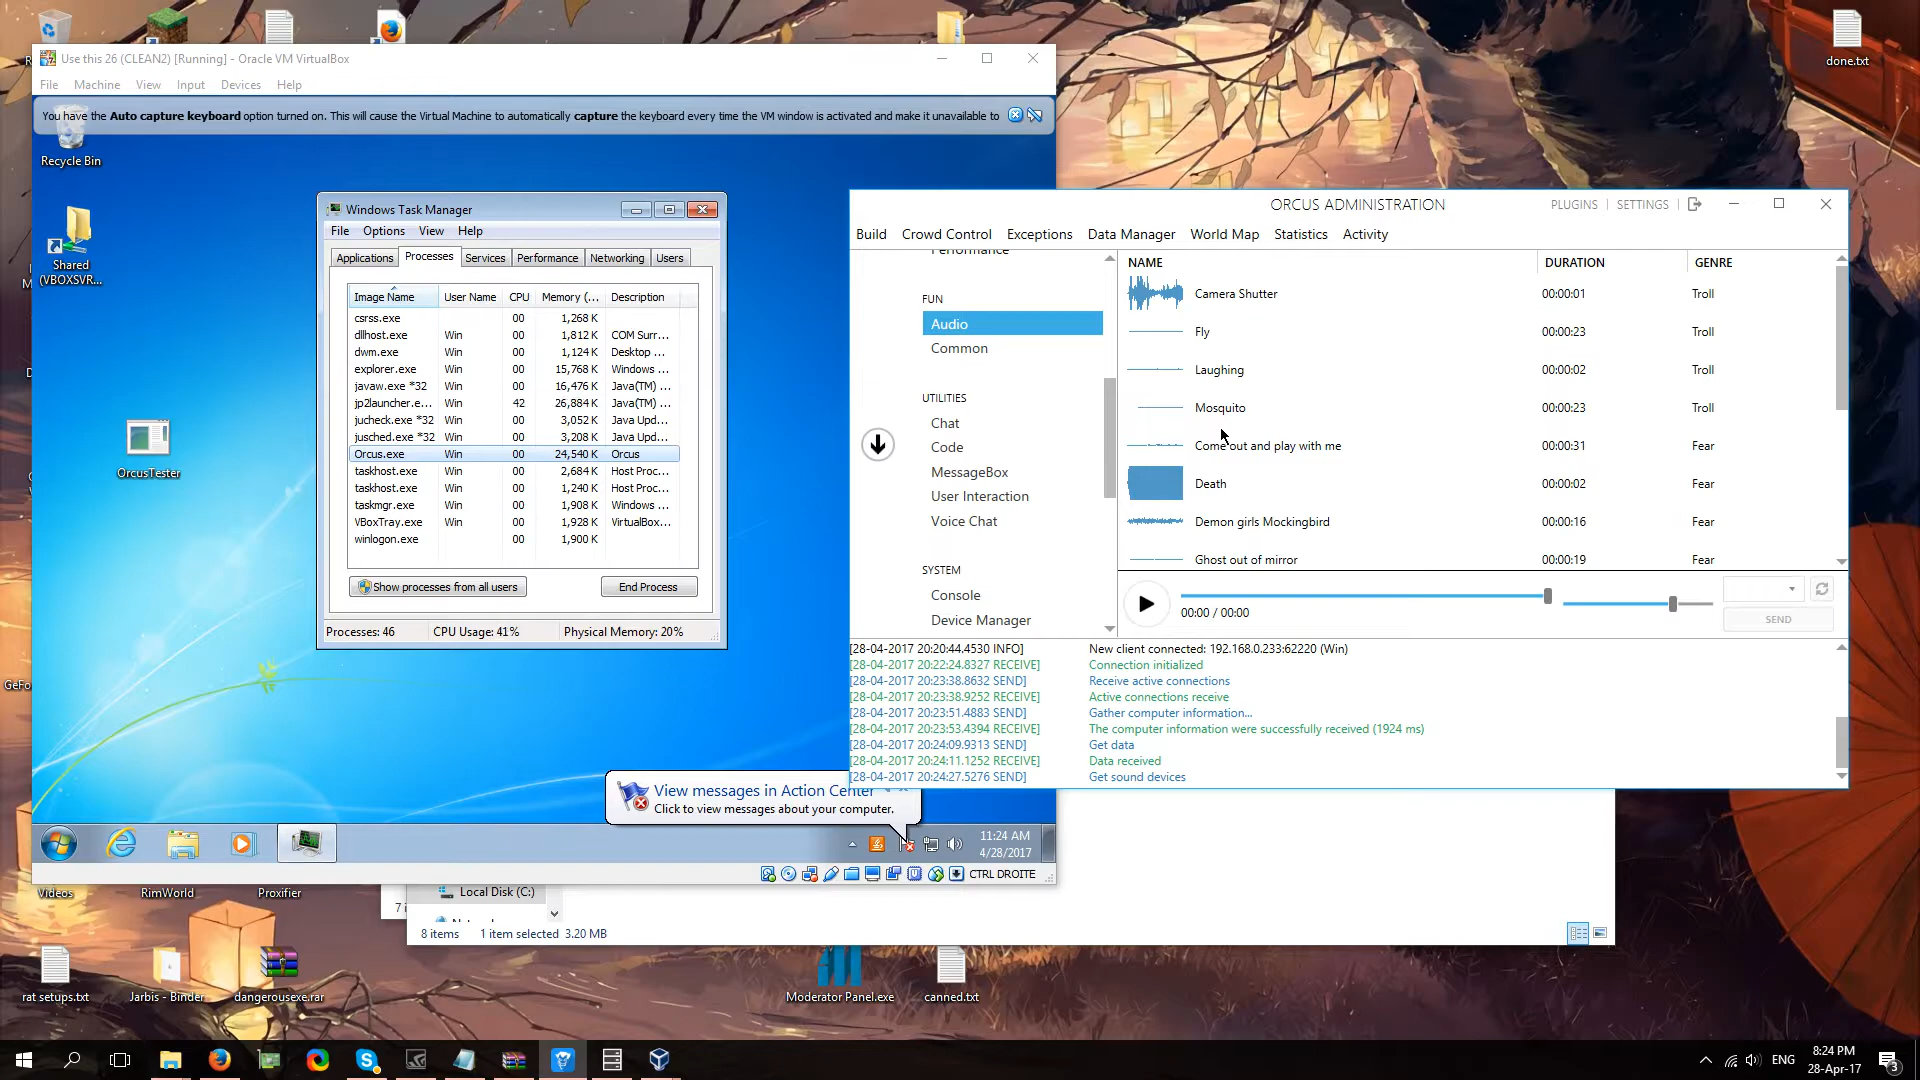 done.txt
Use this 26 (CLEAN2) [Running] - Oracle VM VirtualBox
File Machine View Input Devices Help
You have the Auto capture keyboard option turned on. This will cause the Virtual Machine to automatically capture the keyboard every time the VM window is activated and make it unavailable to
Recycle Bin
Shared
(VBOXSVR...
OrcusTester
Windows Task Manager
File Options View Help
Applications Processes Services Performance Networking Users
Image Name User Name CPU Memory (... Description
csrss.exe 00 1,268 K
dllhost.exe Win 00 1,812 K COM Surr...
dwm.exe Win 00 1,124 K Desktop ...
explorer.exe Win 00 15,768 K Windows ...
javaw.exe *32 Win 00 16,476 K Java(TM) ...
jp2launcher.e... Win 42 26,884 K Java(TM) ...
jucheck.exe *32 Win 00 3,052 K Java Upd...
jusched.exe *32 Win 00 3,208 K Java Upd...
Orcus.exe Win 00 24,540 K Orcus
taskhost.exe Win 00 2,684 K Host Proc...
taskhost.exe Win 00 1,240 K Host Proc...
taskmgr.exe Win 00 1,908 K Windows ...
VBoxTray.exe Win 00 1,928 K VirtualBox...
winlogon.exe 00 1,900 K
Show processes from all users End Process
Processes: 46 CPU Usage: 41% Physical Memory: 20%
View messages in Action Center
Click to view messages about your computer.
11:24 AM
4/28/2017
CTRL DROITE
ORCUS ADMINISTRATION PLUGINS | SETTINGS |
Build Crowd Control Exceptions Data Manager World Map Statistics Activity
Performance
FUN
Audio
Common
UTILITIES
Chat
Code
MessageBox
User Interaction
Voice Chat
SYSTEM
Console
Device Manager
NAME DURATION GENRE
Camera Shutter 00:00:01 Troll
Fly 00:00:23 Troll
Laughing 00:00:02 Troll
Mosquito 00:00:23 Troll
Come out and play with me 00:00:31 Fear
Death 00:00:02 Fear
Demon girls Mockingbird 00:00:16 Fear
Ghost out of mirror 00:00:19 Fear
00:00 / 00:00
SEND
[28-04-2017 20:20:44.4530 INFO] New client connected: 192.168.0.233:62220 (Win)
[28-04-2017 20:22:24.8327 RECEIVE] Connection initialized
[28-04-2017 20:23:38.8632 SEND] Receive active connections
[28-04-2017 20:23:38.9252 RECEIVE] Active connections receive
[28-04-2017 20:23:51.4883 SEND] Gather computer information...
[28-04-2017 20:23:53.4394 RECEIVE] The computer information were successfully received (1924 ms)
[28-04-2017 20:24:09.9313 SEND] Get data
[28-04-2017 20:24:11.1252 RECEIVE] Data received
[28-04-2017 20:24:27.5276 SEND] Get sound devices
GeFo
Videos RimWorld Proxifier
Local Disk (C:)
8 items 1 item selected 3.20 MB
rat setups.txt Jarbis - Binder dangerousexe.rar Moderator Panel.exe canned.txt
ENG
8:24 PM
28-Apr-17
3